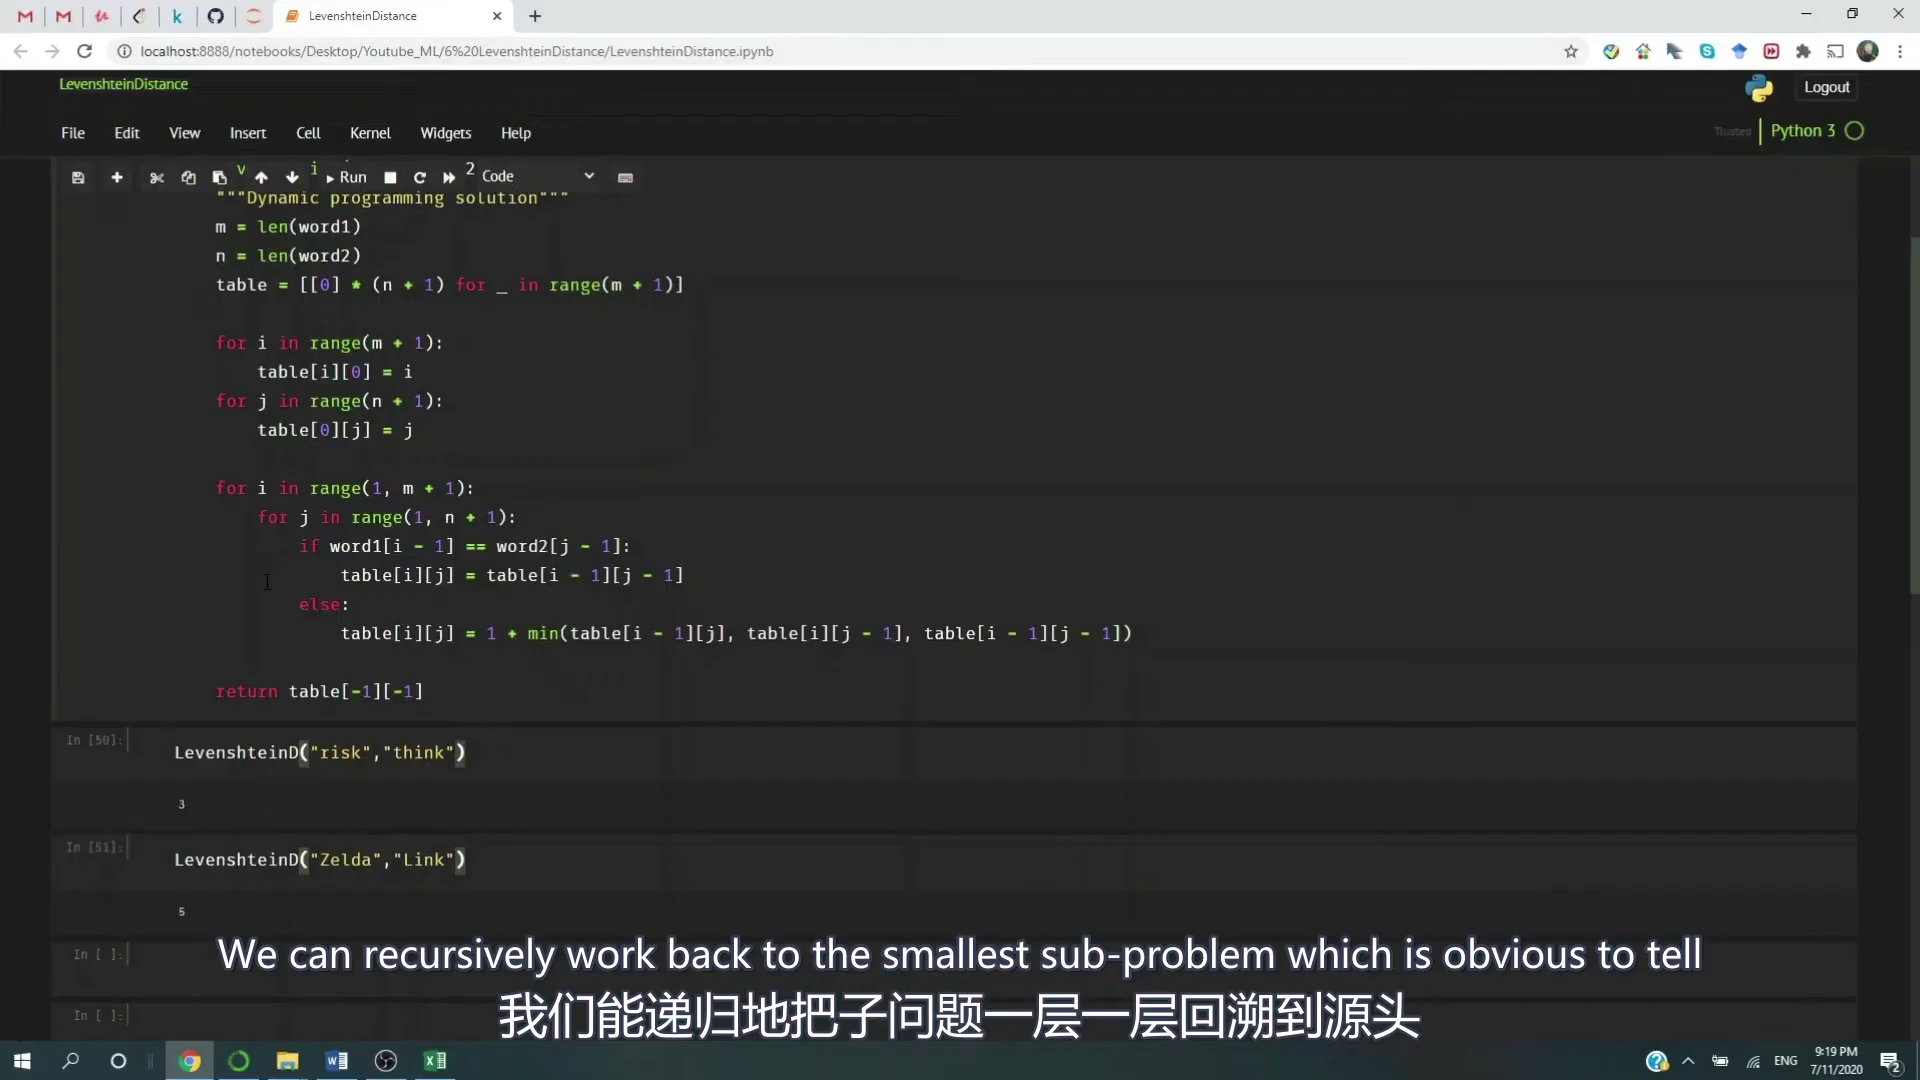 LevenshteinDistance
localhost:8888/notebooks/Desktop/Youtube_ML/6%20LevenshteinDistance/LevenshteinDistance.ipynb
LevenshteinDistance
Logout
File Edit View Insert Cell Kernel Widgets Help
Trusted
Python 3
Run
2
Code
"""Dynamic programming solution"""
m = len(word1)
n = len(word2)
table = [[0] * (n + 1) for _ in range(m + 1)]
for i in range(m + 1):
table[i][0] = i
for j in range(n + 1):
table[0][j] = j
for i in range(1, m + 1):
for j in range(1, n + 1):
if word1[i - 1] == word2[j - 1]:
table[i][j] = table[i - 1][j - 1]
else:
table[i][j] = 1 + min(table[i - 1][j], table[i][j - 1], table[i - 1][j - 1])
return table[-1][-1]
In [50]:
LevenshteinD("risk","think")
3
In [51]:
LevenshteinD("Zelda","Link")
5
In [ ]:
We can recursively work back to the smallest sub-problem which is obvious to tell
我们能递归地把子问题一层一层回溯到源头
In [ ]:
ENG
9:19 PM
7/11/2020
2